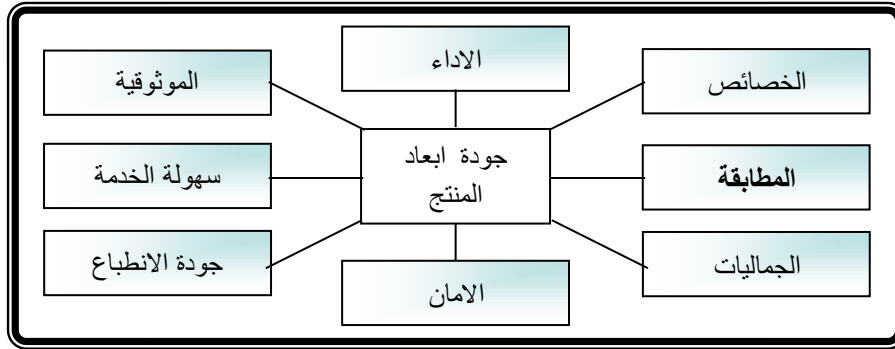 الاداء
الخصائص
الموثوقية
جودة ابعاد
المنتج
المطابقة
سهولة الخدمة
الجماليات
جودة الانطباع
الامان